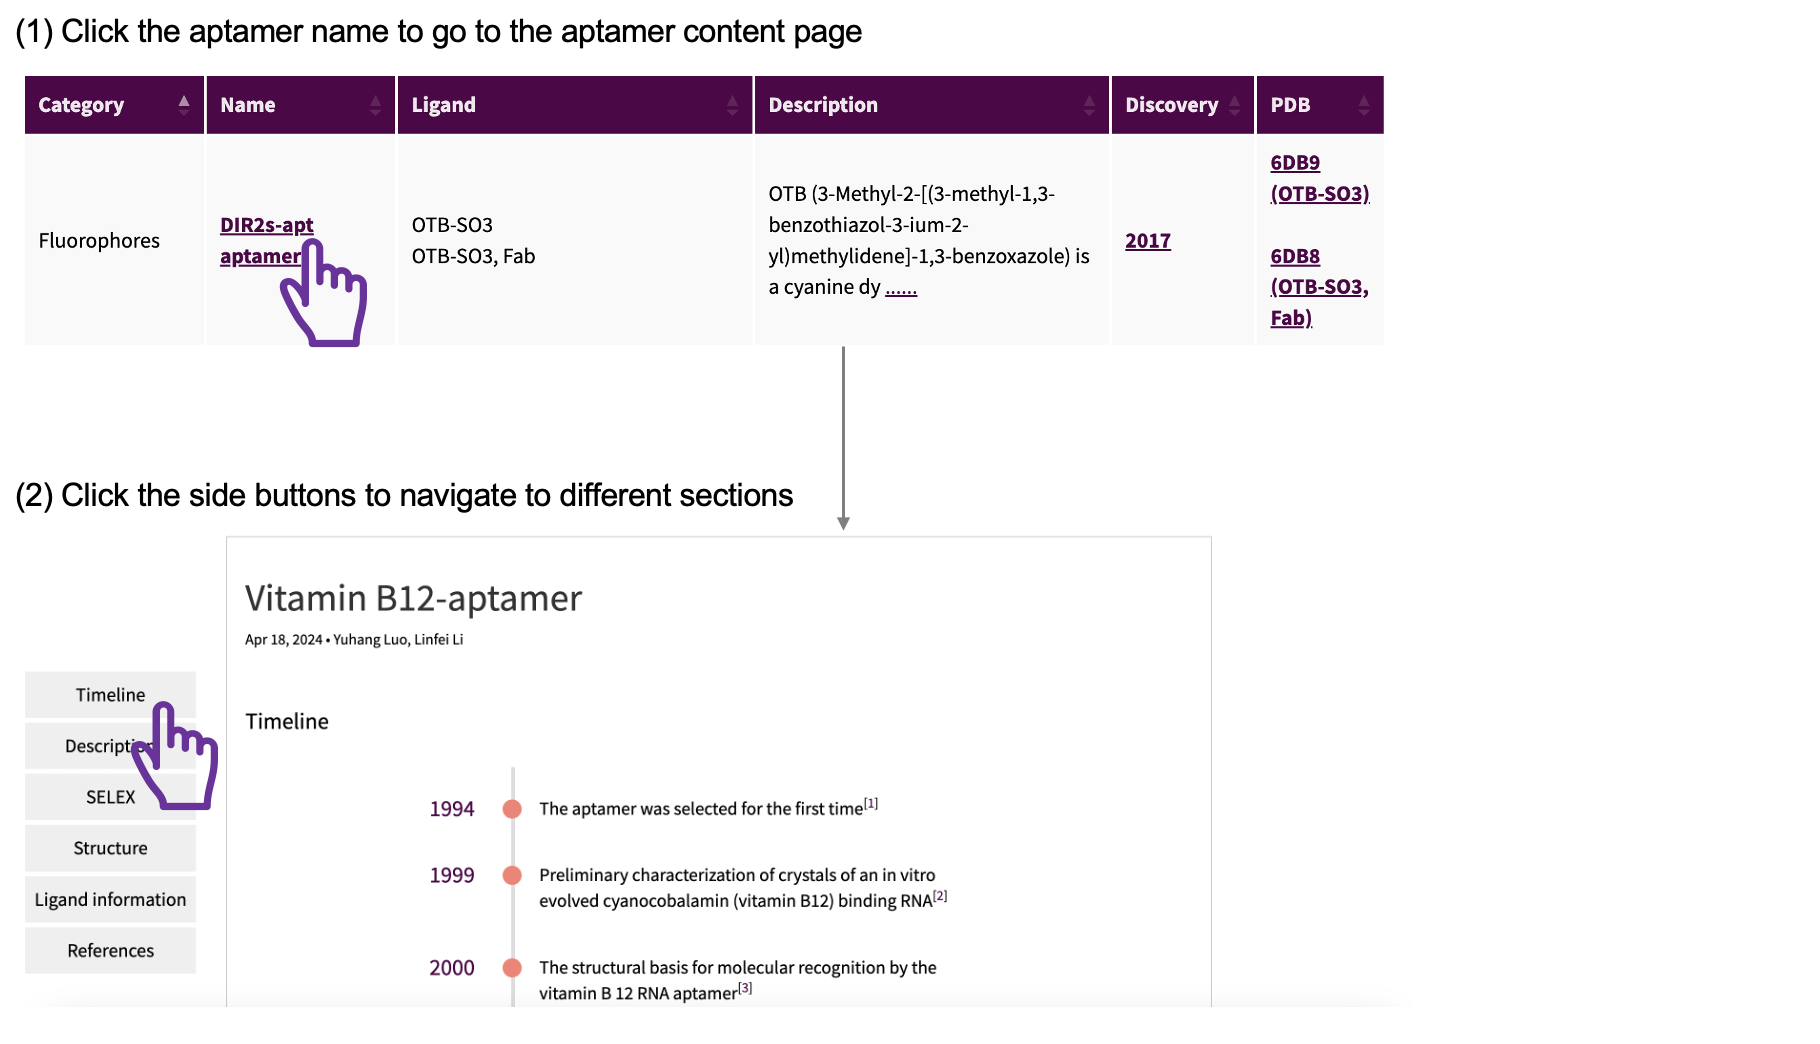 (1) Click the aptamer name to go to the aptamer content page
Category Name Ligand Description Discovery PDB
Fluorophores
DIR2s-apt
aptamer
OTB-SO3
OTB-SO3, Fab
OTB (3-Methyl-2-[(3-methyl-1,3-
benzothiazol-3-ium-2-
yl)methylidene]-1,3-benzoxazole) is
a cyanine dy ......
2017
6DB9
(OTB-SO3)
6DB8
(OTB-SO3,
Fab)
(2) Click the side buttons to navigate to different sections
Timeline
Description
SELEX
Structure
Ligand information
References
Vitamin B12-aptamer
Apr 18, 2024 • Yuhang Luo, Linfei Li
Timeline
1994 The aptamer was selected for the first time[1]
1999 Preliminary characterization of crystals of an in vitro
evolved cyanocobalamin (vitamin B12) binding RNA[2]
2000 The structural basis for molecular recognition by the
vitamin B 12 RNA aptamer[3]